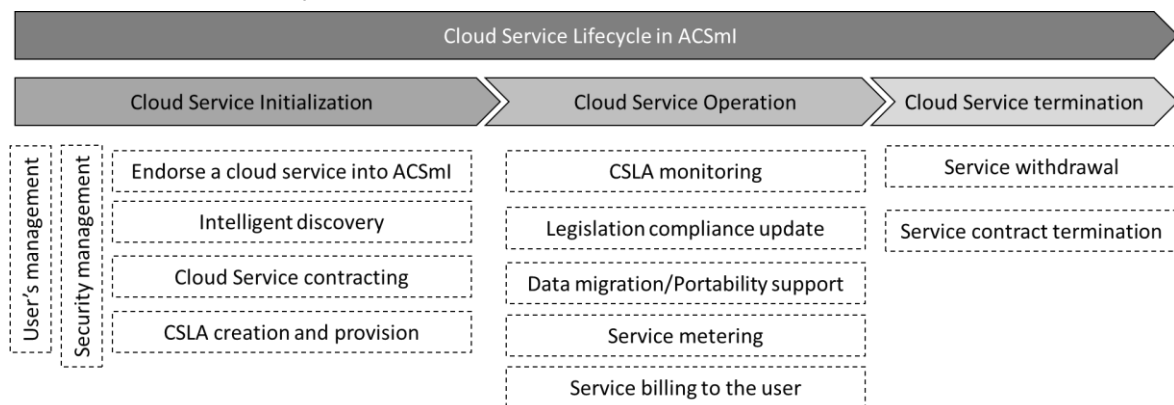 Cloud Service Lifecycle in ACSmI
Cloud Service Initialization
Cloud Service Operation
Cloud Service termination
User's management
Security management
Endorse a cloud service into ACSmI
Intelligent discovery
Cloud Service contracting
CSLA creation and provision
CSLA monitoring
Legislation compliance update
Data migration/Portability support
Service metering
Service billing to the user
Service withdrawal
Service contract termination